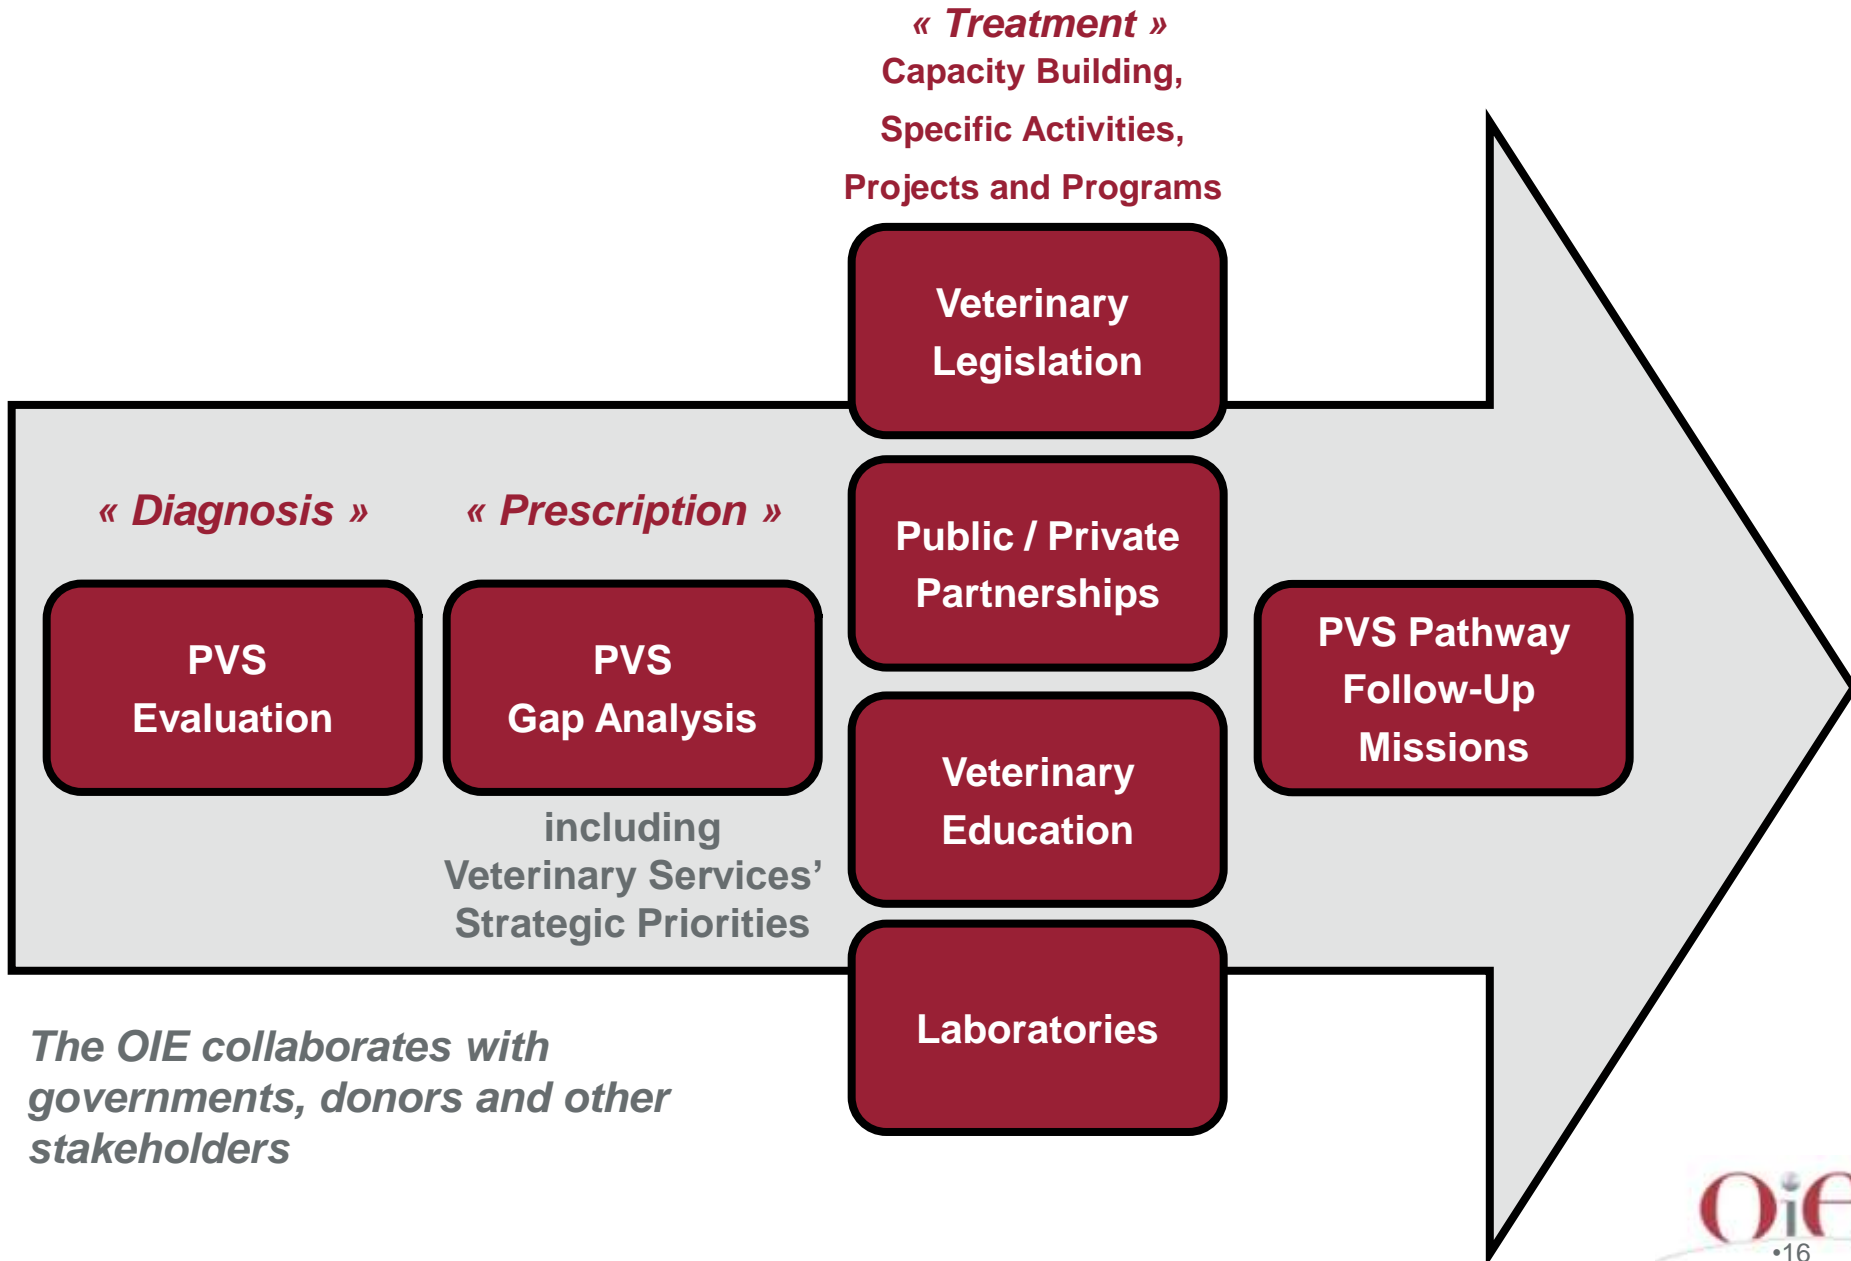 « Treatment »
Capacity Building,
Specific Activities,
Projects and Programs
Veterinary
Legislation
« Diagnosis »
« Prescription »
Public / Private
Partnerships
PVS
Evaluation
PVS
Gap Analysis
PVS Pathway
Follow-Up
Missions
including
Veterinary Services’
Strategic Priorities
Veterinary
Education
Laboratories
The OIE collaborates with
governments, donors and other
stakeholders
OiE
•16